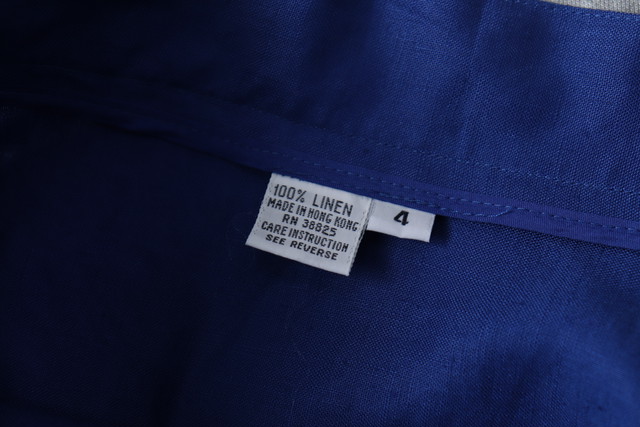 100% LINEN
MADE IN HONG KONG
RN 38825
CARE INSTRUCTION
SEE REVERSE
4